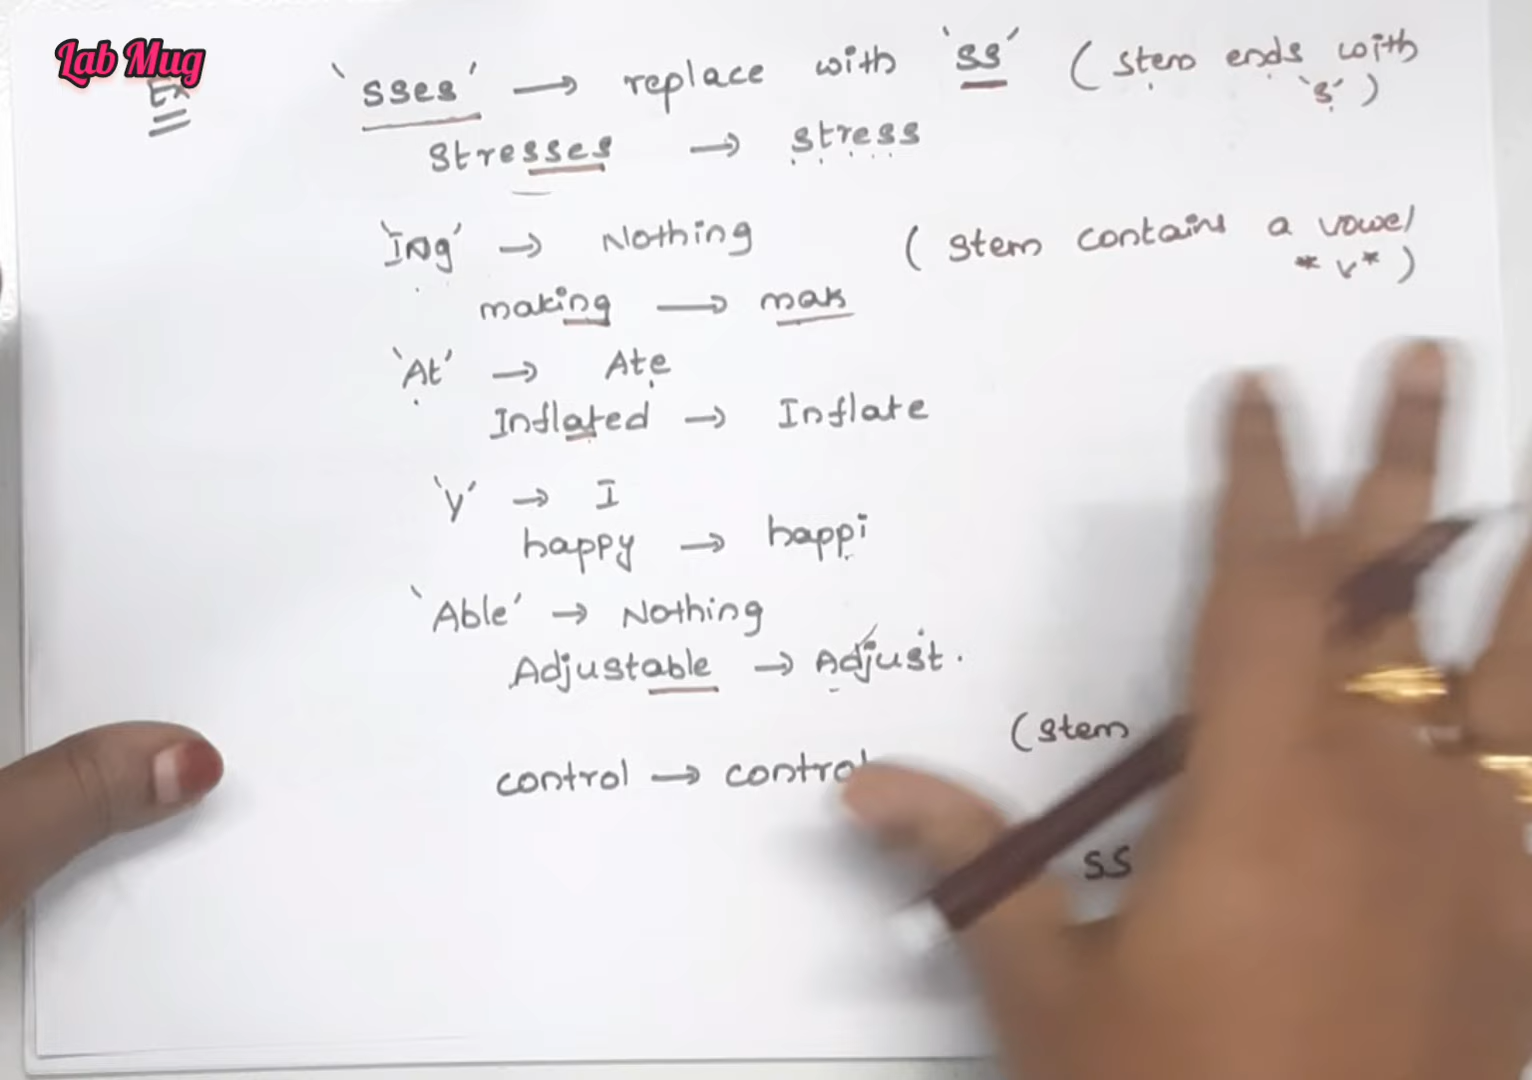 Lab Mug
Ex 'sses' → replace with 'ss' (stem ends with 's')
Stresses → stress
'Ing' → Nothing (stem contains a vowel *v*)
making → mak
'At' → Ate
Inflated → Inflate
'y' → I
happy → happi
'Able' → Nothing
Adjustable → Adjust.
(stem
control → control
ss